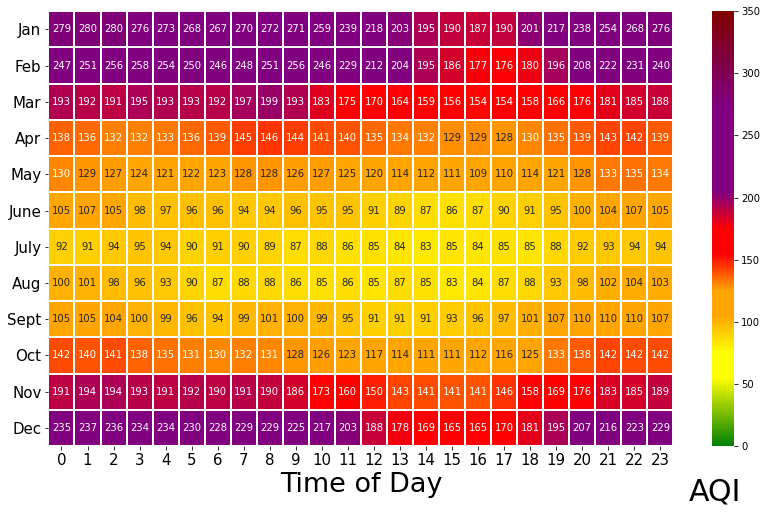 Jan 279 280 280 276 273 268 267 270 272 271 259 239 218 203 195 190 187 190 201 217 238 254 268 276
Feb 247 251 256 258 254 250 246 248 251 256 246 229 212 204 195 186 177 176 180 196 208 222 231 240
Mar 193 192 191 195 193 193 192 197 199 193 183 175 170 164 159 156 154 154 158 166 176 181 185 188
Apr 138 136 132 132 133 136 139 145 146 144 141 140 135 134 132 129 129 128 130 135 139 143 142 139
May 130 129 127 124 121 122 123 128 128 126 127 125 120 114 112 111 109 110 114 121 128 133 135 134
June 105 107 105 98 97 96 96 94 94 96 95 95 91 89 87 86 87 90 91 95 100 104 107 105
July 92 91 94 95 94 90 91 90 89 87 88 86 85 84 83 85 84 85 85 88 92 93 94 94
Aug 100 101 98 96 93 90 87 88 88 86 85 86 85 87 85 83 84 87 88 93 98 102 104 103
Sept 105 105 104 100 99 96 94 99 101 100 99 95 91 91 91 93 96 97 101 107 110 110 110 107
Oct 142 140 141 138 135 131 130 132 131 128 126 123 117 114 111 111 112 116 125 133 138 142 142 142
Nov 191 194 194 193 191 192 190 191 190 186 173 160 150 143 141 141 141 146 158 169 176 183 185 189
Dec 235 237 236 234 234 230 228 229 229 225 217 203 188 178 169 165 165 170 181 195 207 216 223 229
0 1 2 3 4 5 6 7 8 9 10 11 12 13 14 15 16 17 18 19 20 21 22 23
Time of Day
350
300
250
200
150
100
50
0
AQI